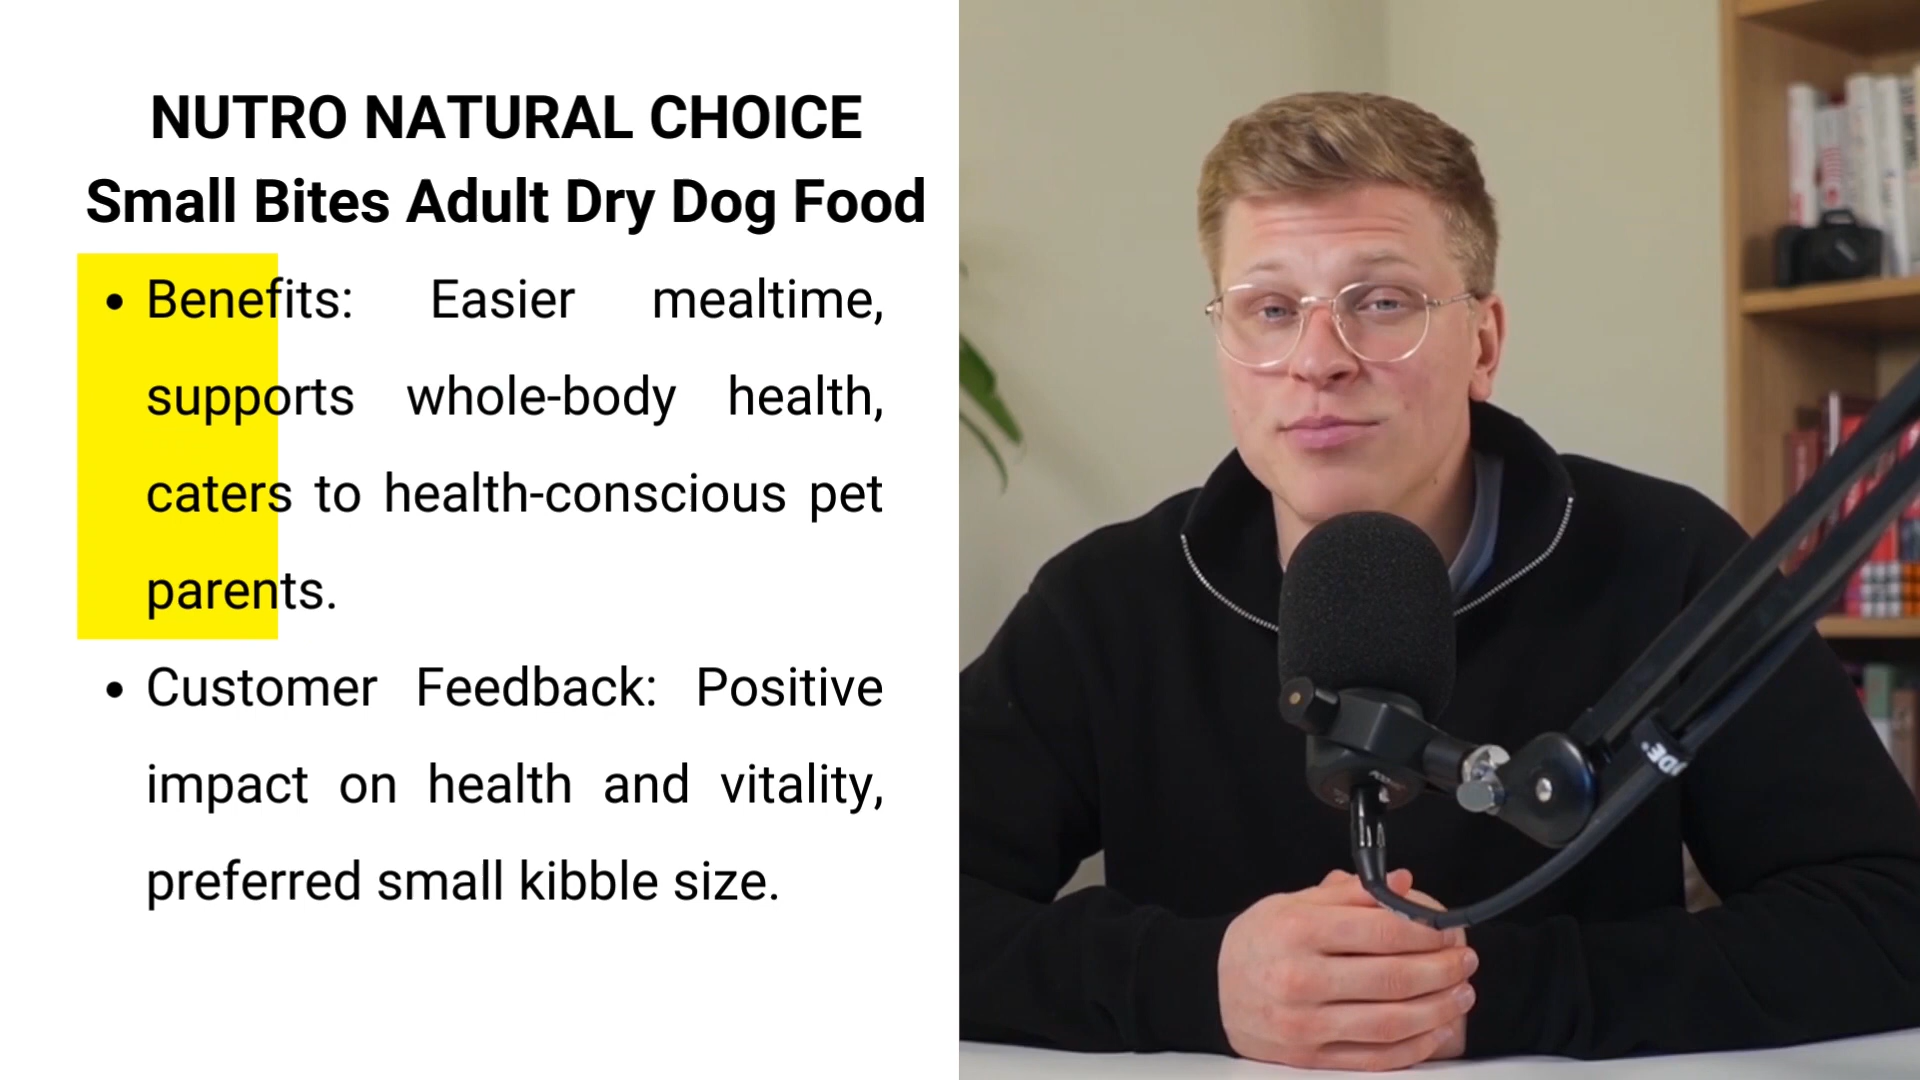 NUTRO NATURAL CHOICE
Small Bites Adult Dry Dog Food
• Benefits: Easier mealtime,
supports whole-body health,
caters to health-conscious pet
parents.
• Customer Feedback: Positive
impact on health and vitality,
preferred small kibble size.